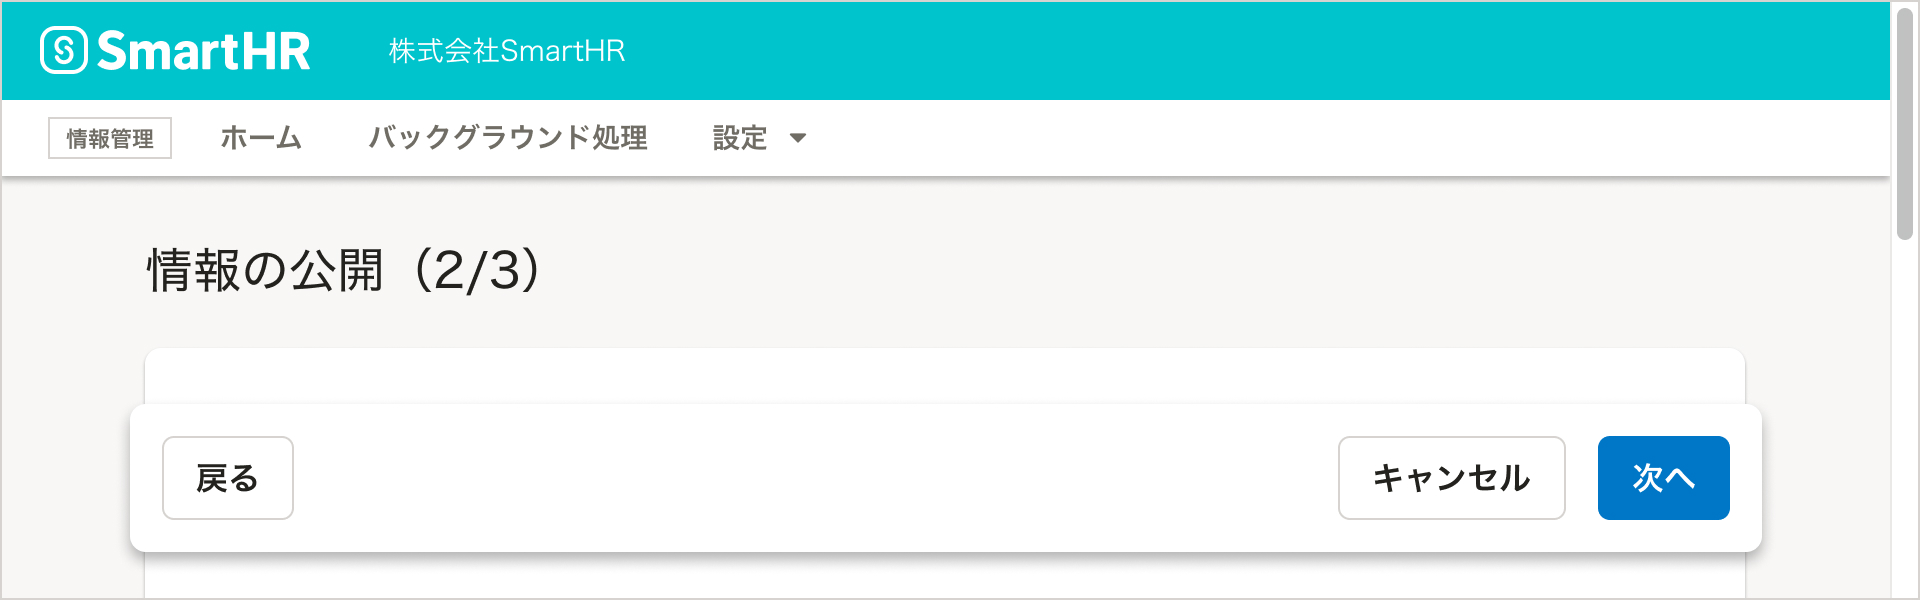 SmartHR 株式会社SmartHR
情報管理 ホーム バックグラウンド処理 設定
情報の公開（2/3）
戻る キャンセル 次へ